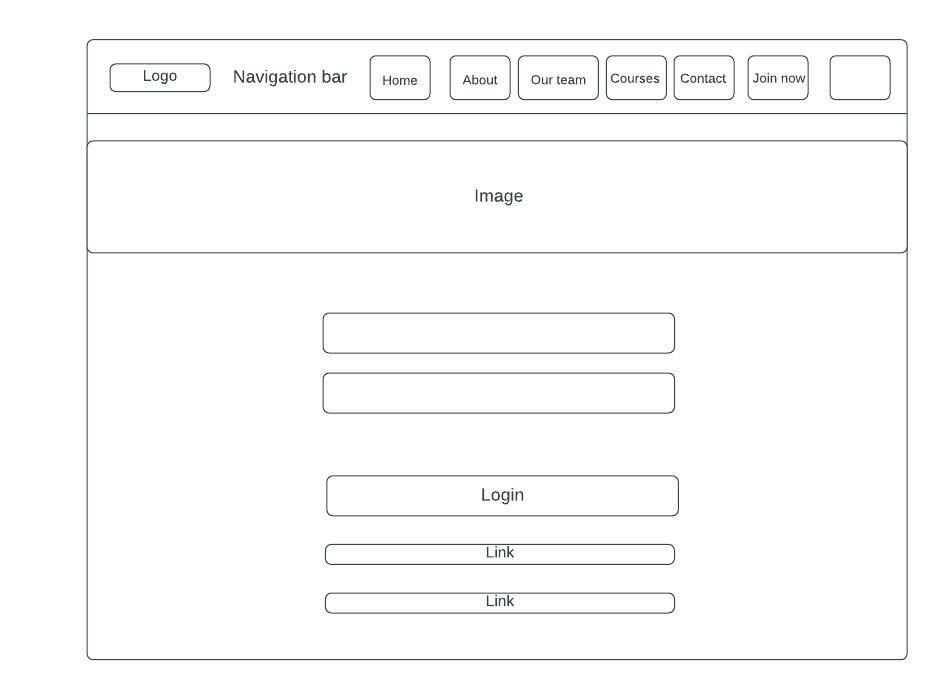 Logo
Navigation bar
Home
About
Our team
Courses
Contact
Join now
Image
Login
Link
Link